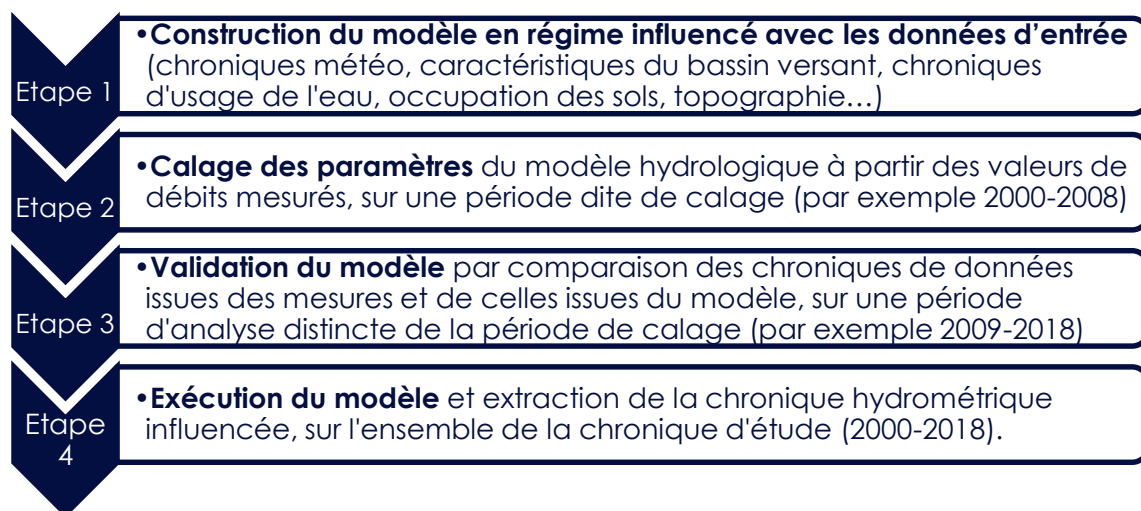 Etape 1
•Construction du modèle en régime influencé avec les données d’entrée
(chroniques météo, caractéristiques du bassin versant, chroniques
d'usage de l'eau, occupation des sols, topographie…)
Etape 2
•Calage des paramètres du modèle hydrologique à partir des valeurs de
débits mesurés, sur une période dite de calage (par exemple 2000-2008)
Etape 3
•Validation du modèle par comparaison des chroniques de données
issues des mesures et de celles issues du modèle, sur une période
d'analyse distincte de la période de calage (par exemple 2009-2018)
Etape
4
•Exécution du modèle et extraction de la chronique hydrométrique
influencée, sur l'ensemble de la chronique d'étude (2000-2018).